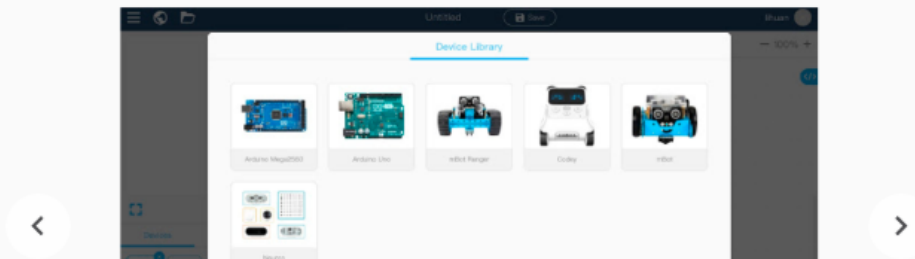 Untitled Save
Device Library
100%
Arduino Mega2560 Arduino Uno mBot Ranger Codey mBot
Devices
Neuron